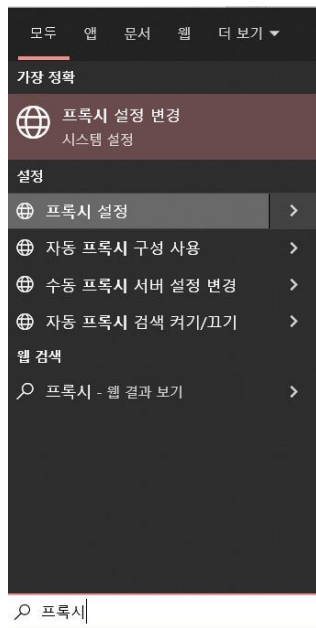 모두 앱 문서 웹 더 보기
가장 정확
프록시 설정 변경
시스템 설정
설정
프록시 설정
자동 프록시 구성 사용
수동 프록시 서버 설정 변경
자동 프록시 검색 켜기/끄기
웹 검색
프록시 - 웹 결과 보기
프록시